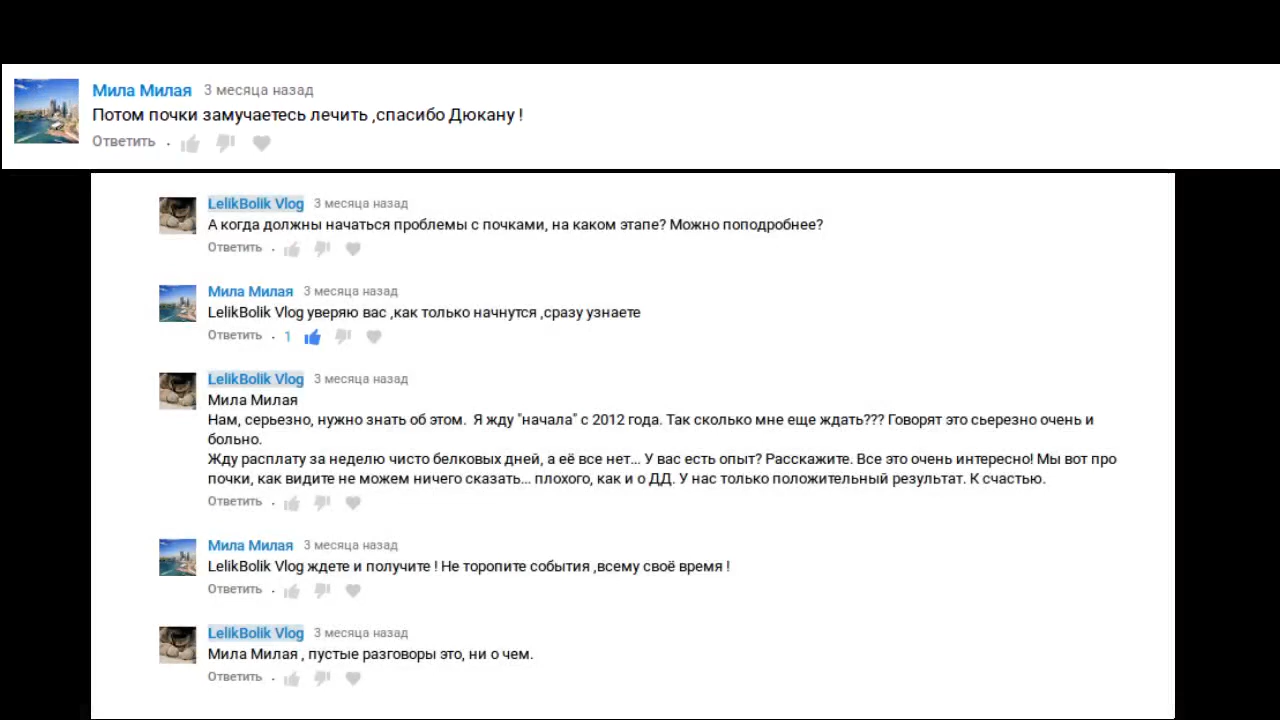 Мила Милая 3 месяца назад
Потом почки замучаетесь лечить ,спасибо Дюкану !
Ответить .
LelikBolik Vlog 3 месяца назад
А когда должны начаться проблемы с почками, на каком этапе? Можно поподробнее?
Ответить .
Мила Милая 3 месяца назад
LelikBolik Vlog уверяю вас ,как только начнутся ,сразу узнаете
Ответить . 1
LelikBolik Vlog 3 месяца назад
Мила Милая
Нам, серьезно, нужно знать об этом. Я жду "начала" с 2012 года. Так сколько мне еще ждать??? Говорят это сьерезно очень и
больно.
Жду расплату за неделю чисто белковых дней, а её все нет... У вас есть опыт? Расскажите. Все это очень интересно! Мы вот про
почки, как видите не можем ничего сказать... плохого, как и о ДД. У нас только положительный результат. К счастью.
Ответить .
Мила Милая 3 месяца назад
LelikBolik Vlog ждете и получите ! Не торопите события ,всему своё время !
Ответить .
LelikBolik Vlog 3 месяца назад
Мила Милая , пустые разговоры это, ни о чем.
Ответить .